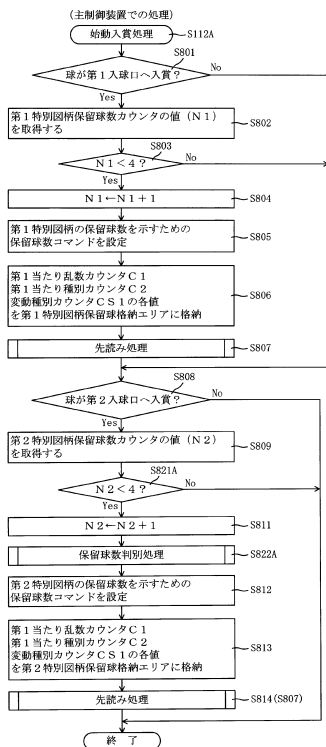 (主制御装置での処理)
始動入賞処理
S112A
S801
球が第1入球口へ入賞?
No
Yes
第1特別図柄保留球数カウンタの値(N1)
を取得する
S802
S803
N1<4?
No
Yes
N1←N1+1
S804
第1特別図柄の保留球数を示すための
保留球数コマンドを設定
S805
第1当たり乱数カウンタC1
第1当たり種別カウンタC2
変動種別カウンタCS1の各値
を第1特別図柄保留球格納エリアに格納
S806
先読み処理
S807
S808
球が第2入球口へ入賞?
No
Yes
第2特別図柄保留球数カウンタの値(N2)
を取得する
S809
S821A
N2<4?
No
Yes
N2←N2+1
S811
保留球数判別処理
S822A
第2特別図柄の保留球数を示すための
保留球数コマンドを設定
S812
第1当たり乱数カウンタC1
第1当たり種別カウンタC2
変動種別カウンタCS1の各値
を第2特別図柄保留球格納エリアに格納
S813
先読み処理
S814(S807)
終了